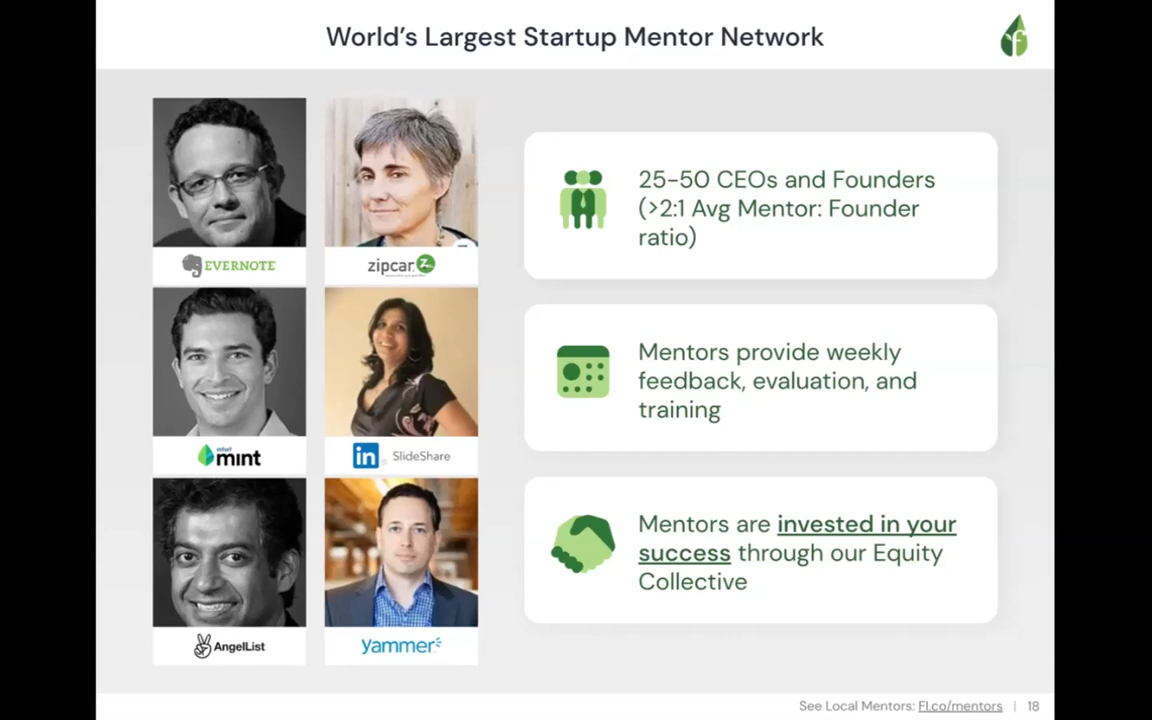 World's Largest Startup Mentor Network
EVERNOTE
zipcar
mint
in SlideShare
AngelList
yammer
25-50 CEOs and Founders
(>2:1 Avg Mentor: Founder
ratio)
Mentors provide weekly
feedback, evaluation, and
training
Mentors are invested in your
success through our Equity
Collective
See Local Mentors: FI.co/mentors | 18